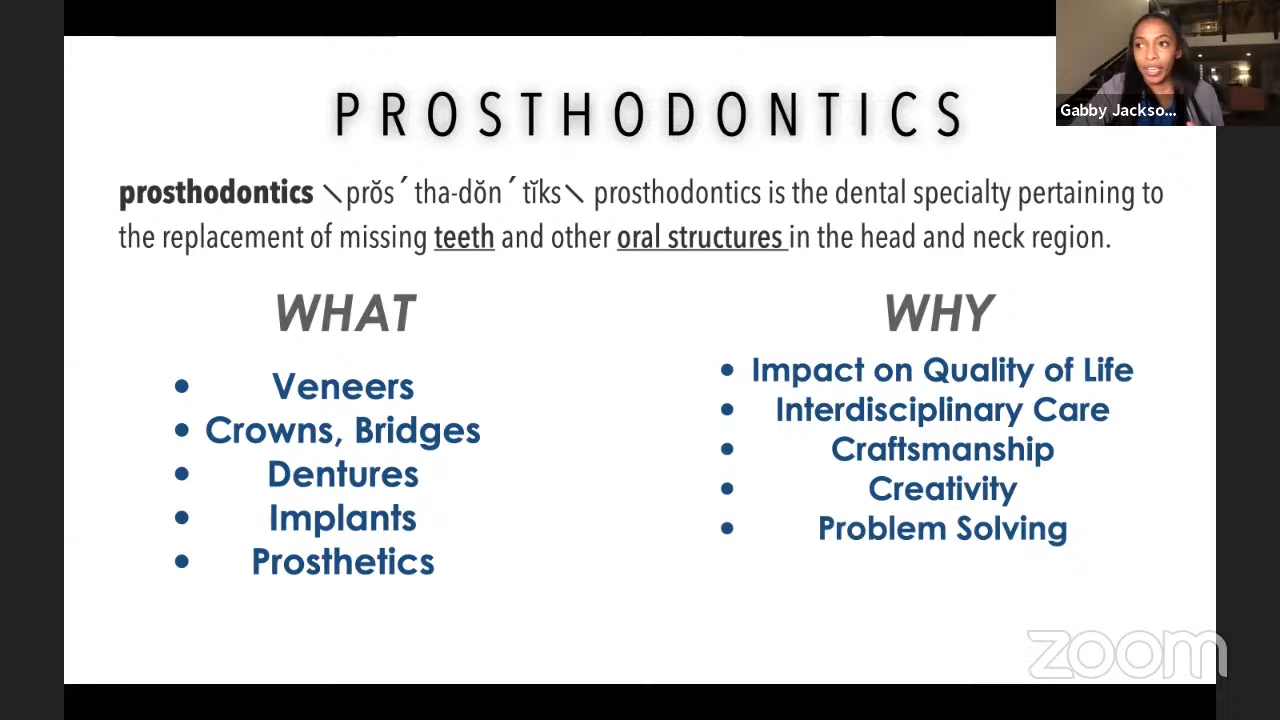 PROSTHODONTICS
Gabby Jackso...
prosthodontics \prŏs´ tha-dŏn´ tĭks\ prosthodontics is the dental specialty pertaining to
the replacement of missing teeth and other oral structures in the head and neck region.
WHAT
• Veneers
• Crowns, Bridges
• Dentures
• Implants
• Prosthetics
WHY
• Impact on Quality of Life
• Interdisciplinary Care
• Craftsmanship
• Creativity
• Problem Solving
zoom